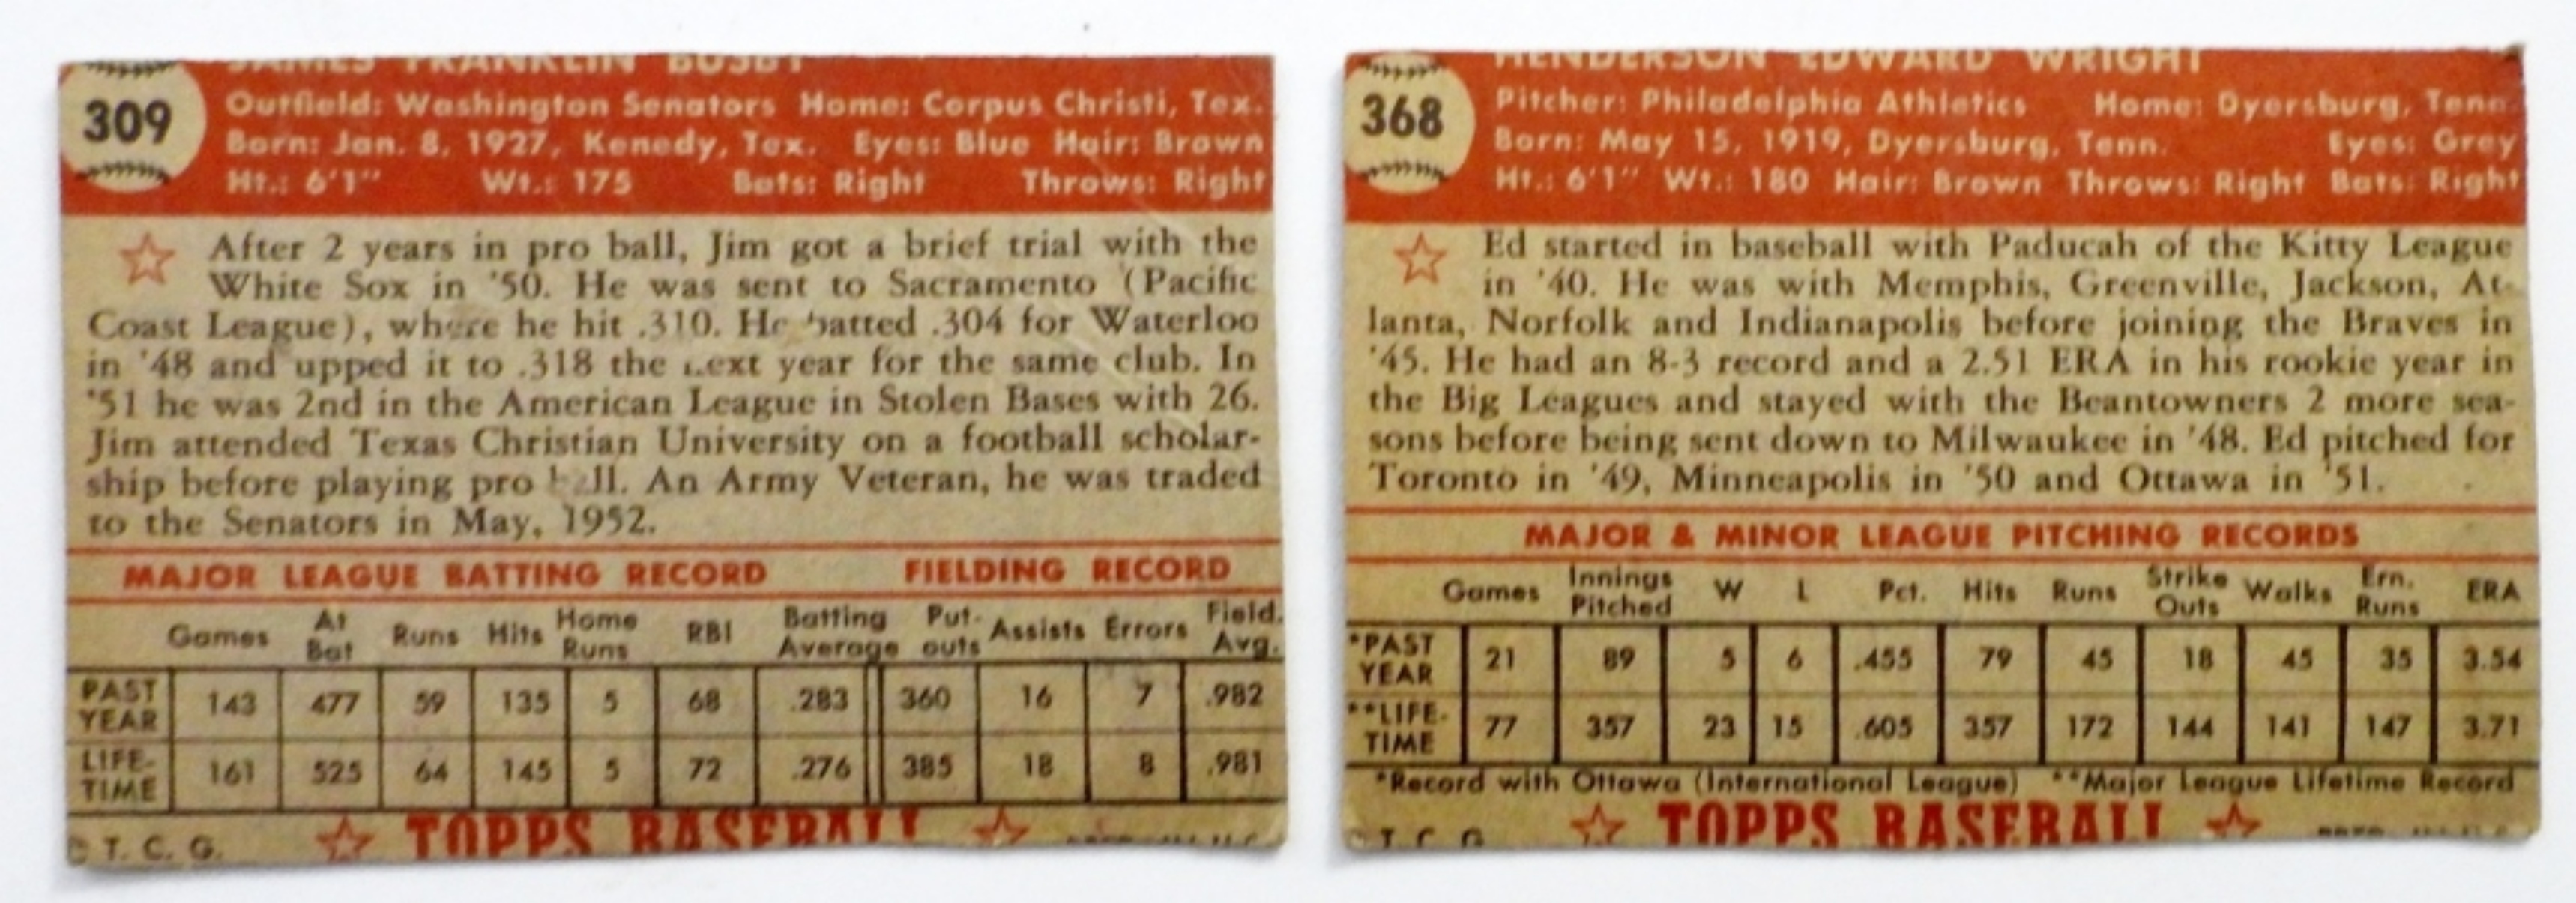 309
JAMES FRANKLIN BUSBY
Outfield: Washington Senators Home: Corpus Christi, Tex.
Born: Jan. 8, 1927, Kenedy, Tex. Eyes: Blue Hair: Brown
Ht.: 6'1" Wt.: 175 Bats: Right Throws: Right
After 2 years in pro ball, Jim got a brief trial with the
White Sox in '50. He was sent to Sacramento (Pacific
Coast League), where he hit .310. He batted .304 for Waterloo
in '48 and upped it to .318 the next year for the same club. In
'51 he was 2nd in the American League in Stolen Bases with 26.
Jim attended Texas Christian University on a football scholar-
ship before playing pro ball. An Army Veteran, he was traded
to the Senators in May, 1952.
MAJOR LEAGUE BATTING RECORD FIELDING RECORD
Games At Bat Runs Hits Home Runs RBI Batting Average Put-outs Assists Errors Field. Avg.
PAST YEAR 143 477 59 135 5 68 .283 360 16 7 .982
LIFE-TIME 161 525 64 145 5 72 .276 385 18 8 .981
© T. C. G. TOPPS BASEBALL
368
HENDERSON EDWARD WRIGHT
Pitcher: Philadelphia Athletics Home: Dyersburg, Tenn.
Born: May 15, 1919, Dyersburg, Tenn. Eyes: Grey
Ht.: 6'1" Wt.: 180 Hair: Brown Throws: Right Bats: Right
Ed started in baseball with Paducah of the Kitty League
in '40. He was with Memphis, Greenville, Jackson, At-
lanta, Norfolk and Indianapolis before joining the Braves in
'45. He had an 8-3 record and a 2.51 ERA in his rookie year in
the Big Leagues and stayed with the Beantowners 2 more sea-
sons before being sent down to Milwaukee in '48. Ed pitched for
Toronto in '49, Minneapolis in '50 and Ottawa in '51.
MAJOR & MINOR LEAGUE PITCHING RECORDS
Games Innings Pitched W L Pct. Hits Runs Strike Outs Walks Ern. Runs ERA
*PAST YEAR 21 89 5 6 .455 79 45 18 45 35 3.54
**LIFE-TIME 77 357 23 15 .605 357 172 144 141 147 3.71
*Record with Ottawa (International League) **Major League Lifetime Record
© T. C. G. TOPPS BASEBALL